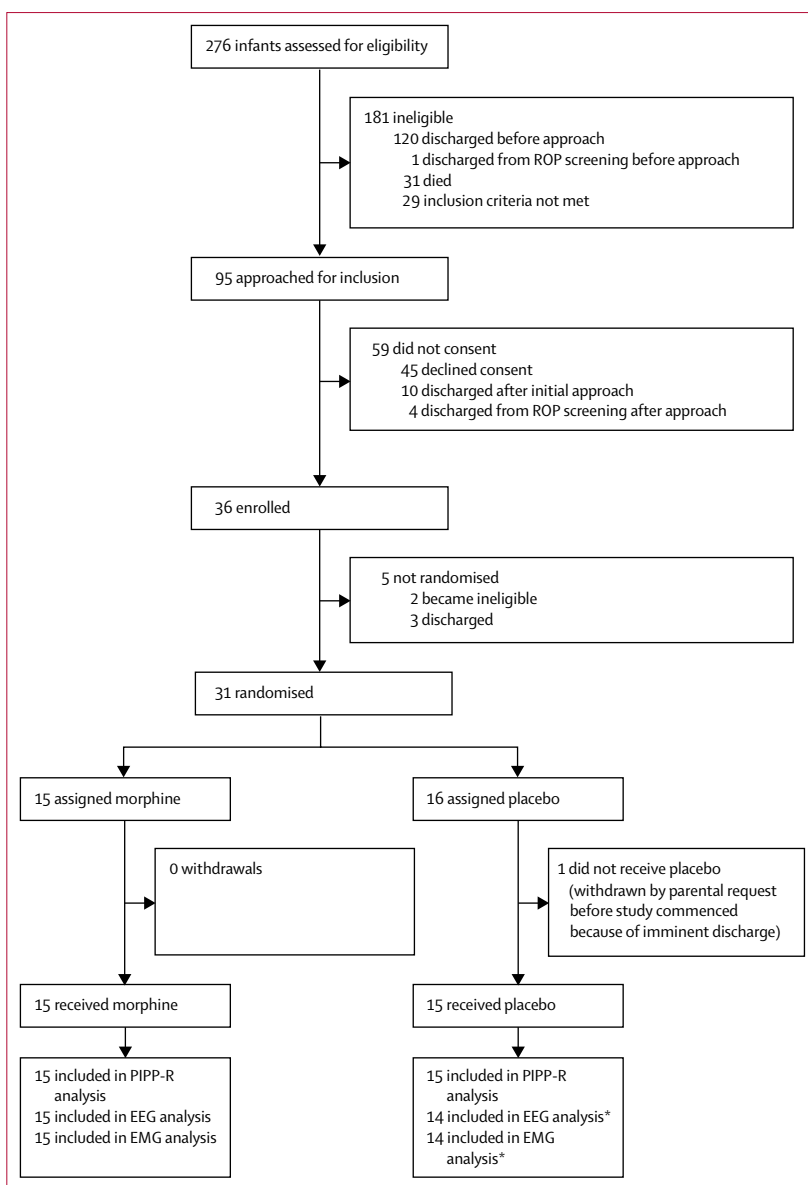 276 infants assessed for eligibility
181 ineligible
120 discharged before approach
1 discharged from ROP screening before approach
31 died
29 inclusion criteria not met
95 approached for inclusion
59 did not consent
45 declined consent
10 discharged after initial approach
4 discharged from ROP screening after approach
36 enrolled
5 not randomised
2 became ineligible
3 discharged
31 randomised
15 assigned morphine
16 assigned placebo
0 withdrawals
1 did not receive placebo
(withdrawn by parental request
before study commenced
because of imminent discharge)
15 received morphine
15 received placebo
15 included in PIPP-R
analysis
15 included in EEG analysis
15 included in EMG analysis
15 included in PIPP-R
analysis
14 included in EEG analysis*
14 included in EMG
analysis*